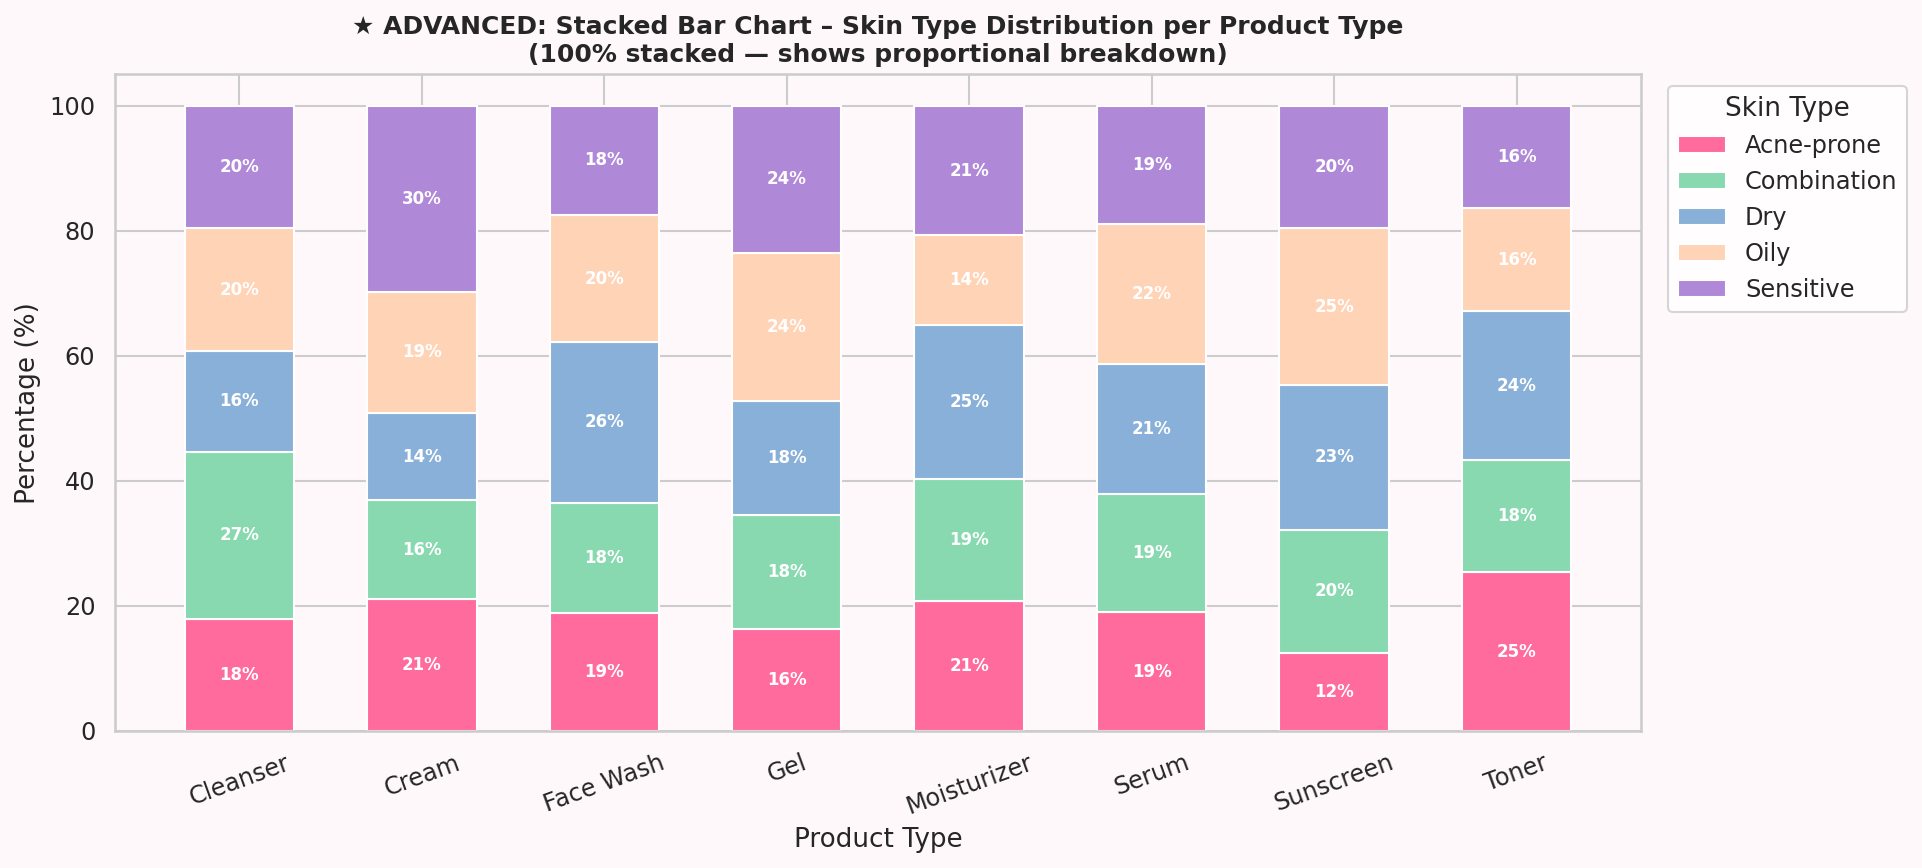 ★ ADVANCED: Stacked Bar Chart – Skin Type Distribution per Product Type
(100% stacked — shows proportional breakdown)
Percentage (%)
100
80
60
40
20
0
20% 30% 18% 24% 21% 19% 20% 16%
20% 19% 20% 24% 14% 22% 25% 16%
16% 14% 26% 18% 25% 21% 23% 24%
27% 16% 18% 18% 19% 19% 20% 18%
18% 21% 19% 16% 21% 19% 12% 25%
Cleanser Cream Face Wash Gel Moisturizer Serum Sunscreen Toner
Product Type
Skin Type
Acne-prone
Combination
Dry
Oily
Sensitive